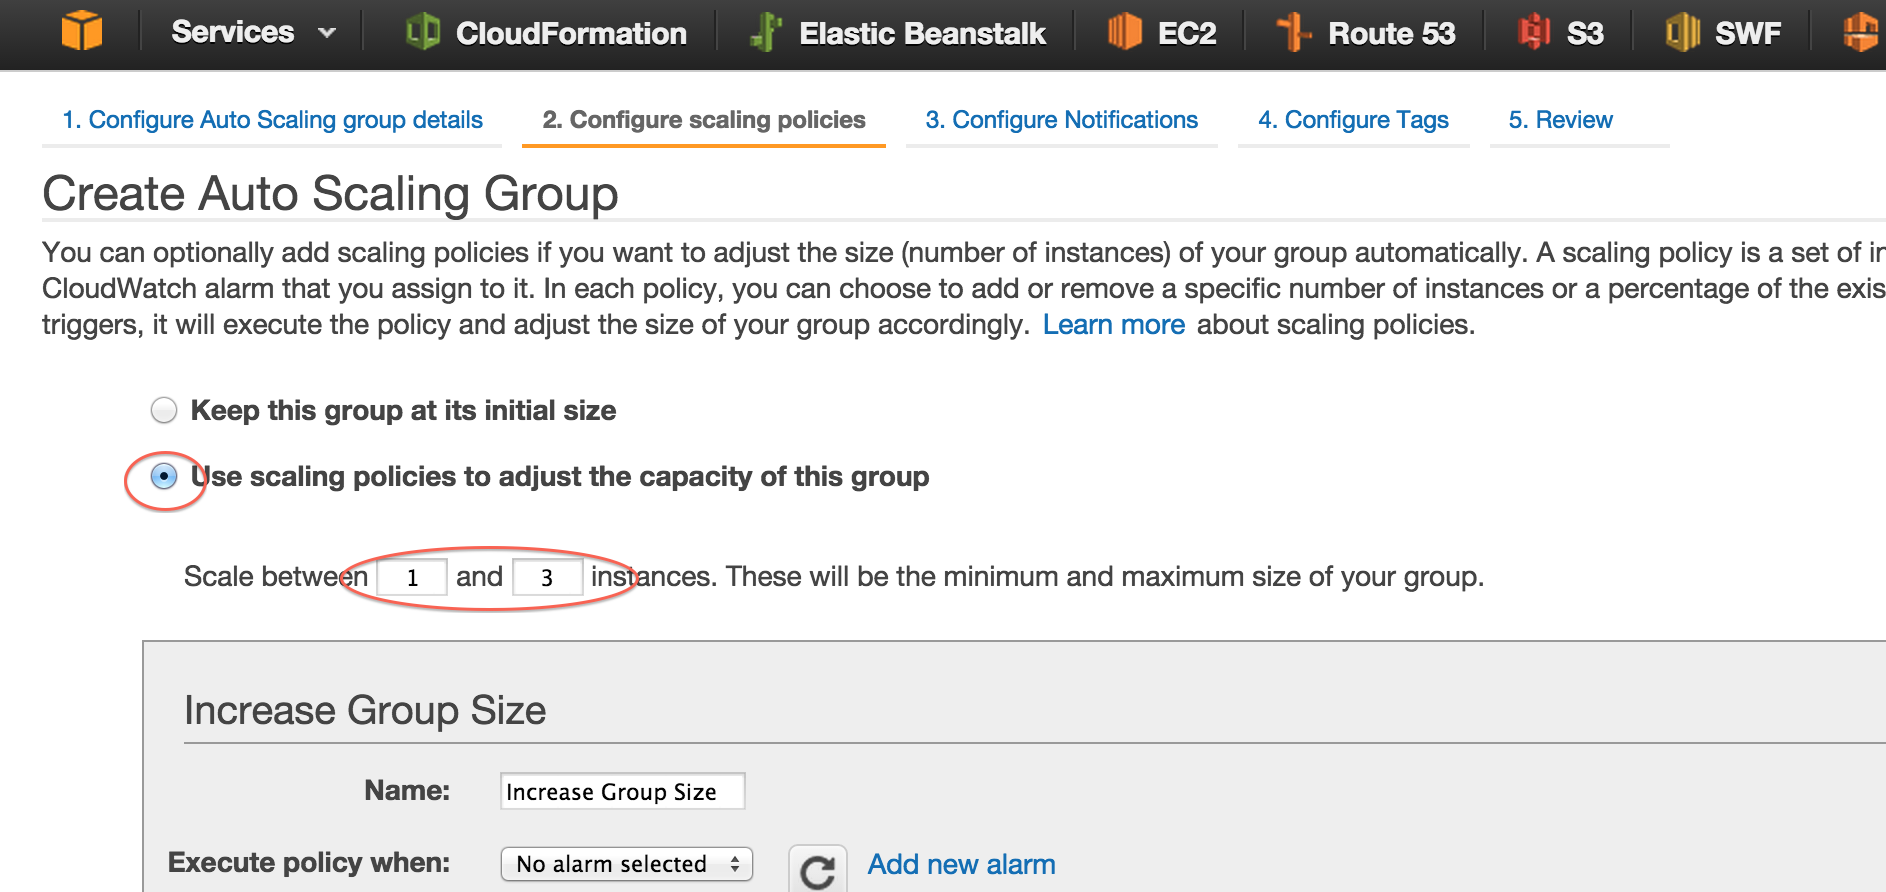 Services CloudFormation Elastic Beanstalk EC2 Route 53 S3 SWF
1. Configure Auto Scaling group details 2. Configure scaling policies 3. Configure Notifications 4. Configure Tags 5. Review
Create Auto Scaling Group
You can optionally add scaling policies if you want to adjust the size (number of instances) of your group automatically. A scaling policy is a set of
CloudWatch alarm that you assign to it. In each policy, you can choose to add or remove a specific number of instances or a percentage of the
triggers, it will execute the policy and adjust the size of your group accordingly. Learn more about scaling policies.
Keep this group at its initial size
Use scaling policies to adjust the capacity of this group
Scale between 1 and 3 instances. These will be the minimum and maximum size of your group.
Increase Group Size
Name: Increase Group Size
Execute policy when: No alarm selected Add new alarm